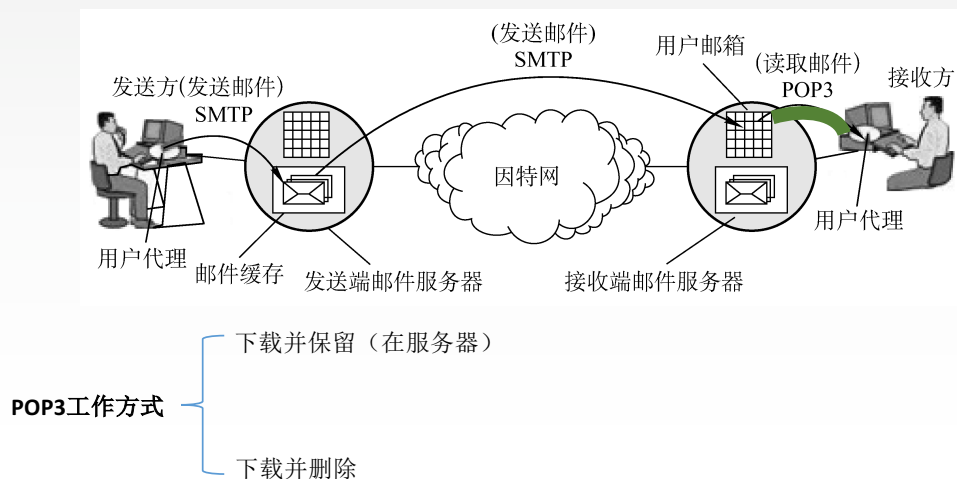 (发送邮件)
SMTP
用户邮箱
(读取邮件)
POP3
接收方
发送方(发送邮件)
SMTP
因特网
用户代理
邮件缓存
发送端邮件服务器
接收端邮件服务器
用户代理
下载并保留（在服务器）
POP3工作方式
下载并删除